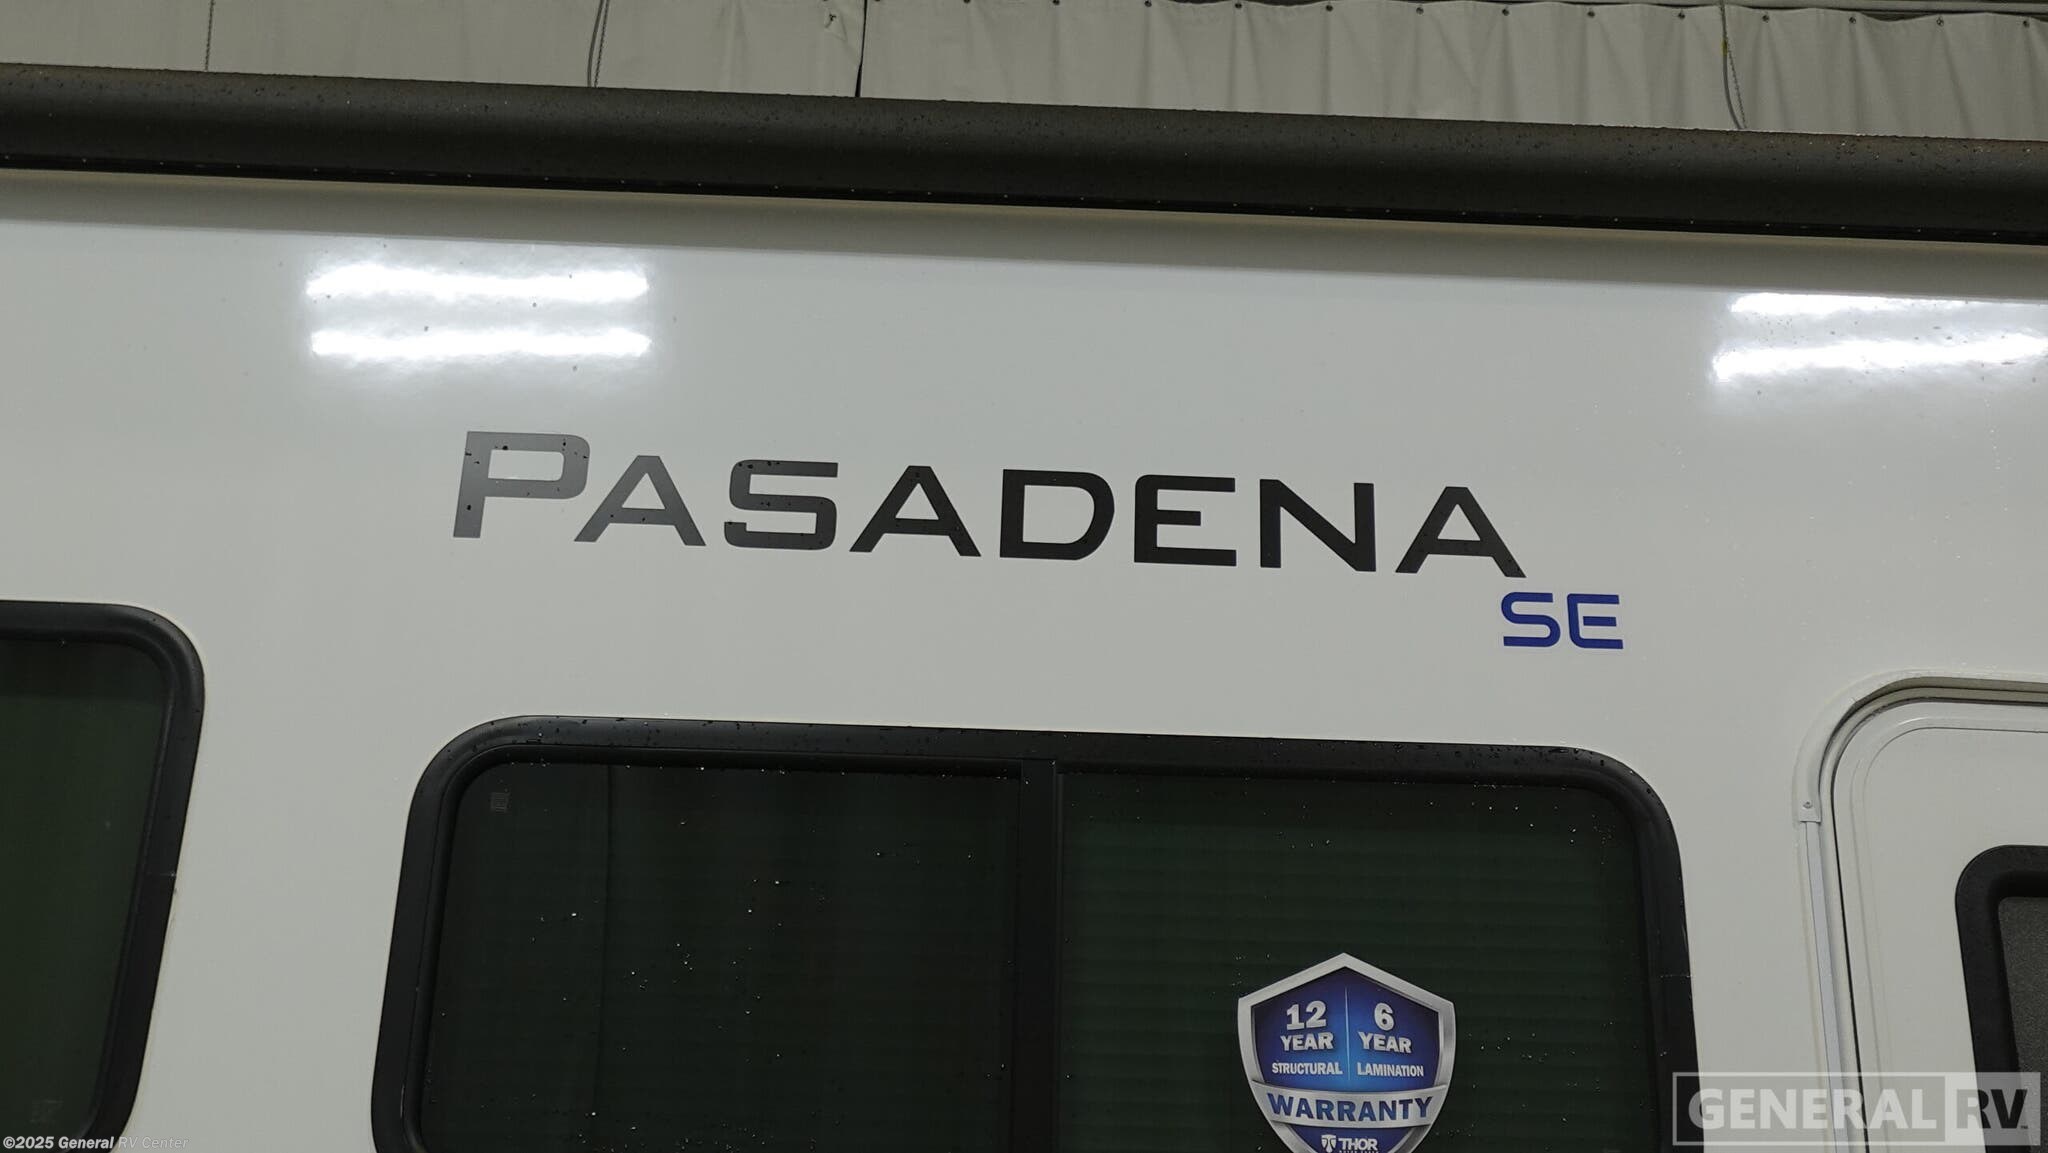 PASADENA
SE
12 YEAR STRUCTURAL
6 YEAR LAMINATION
WARRANTY
THOR
GENERAL RV
©2025 General RV Center